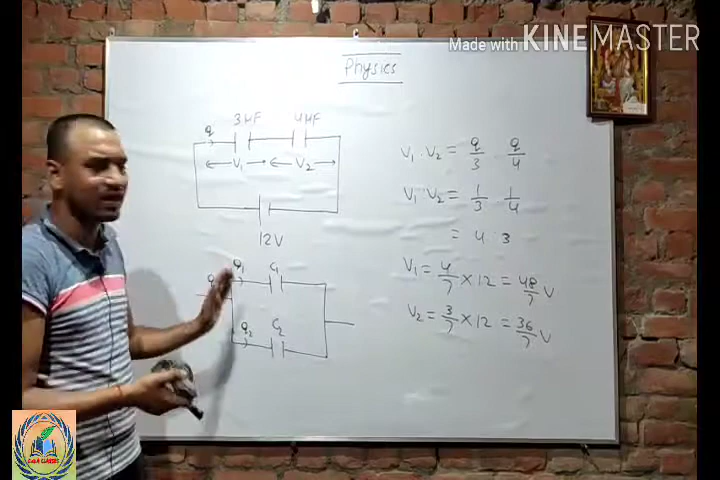 Made with KINEMASTER
Physics
3μF 4μF
q
V₁ V₂
12V
q q₁ C₁
q₂ C₂
V₁ : V₂ = q/3 : q/4
V₁ : V₂ = 1/3 : 1/4
= 4 : 3
V₁ = 4/7 × 12 = 48/7 V
V₂ = 3/7 × 12 = 36/7 V